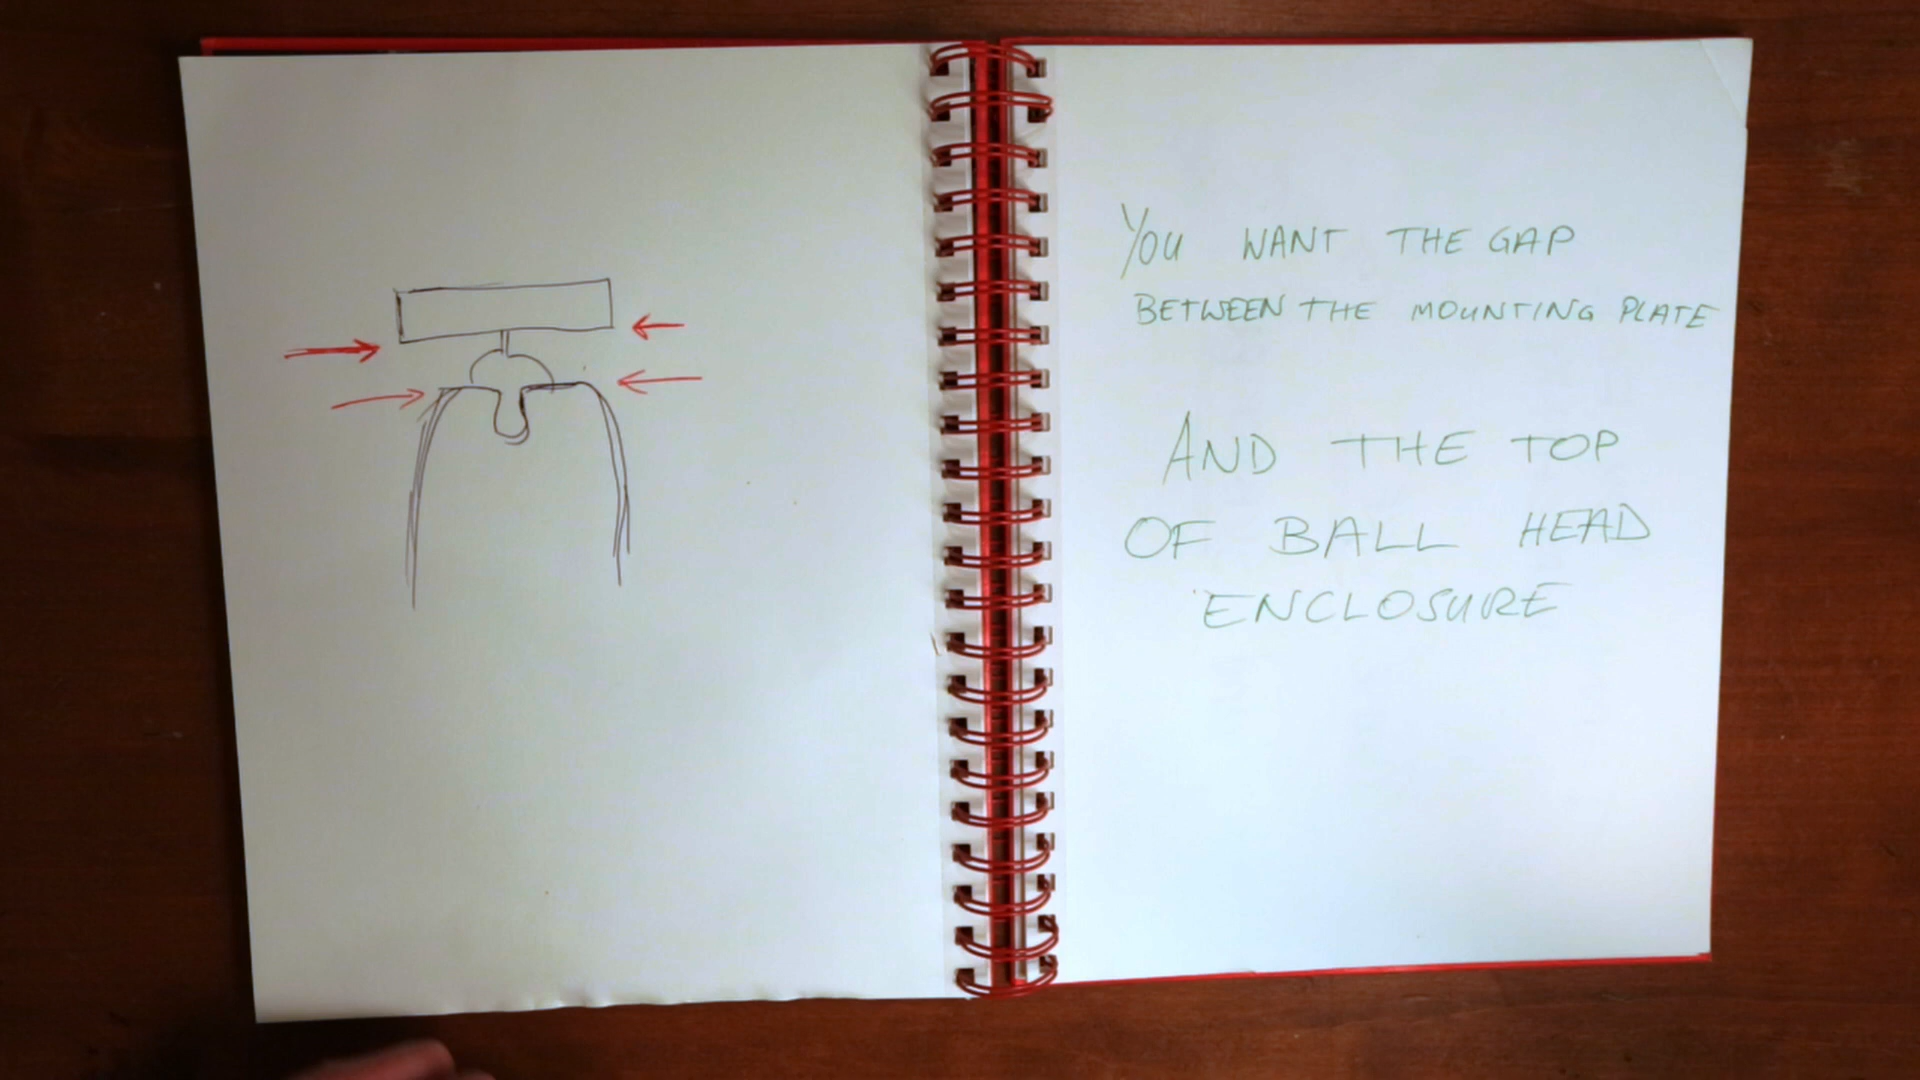 You WANT THE GAP
BETWEEN THE MOUNTING PLATE
AND THE TOP
OF BALL HEAD
ENCLOSURE